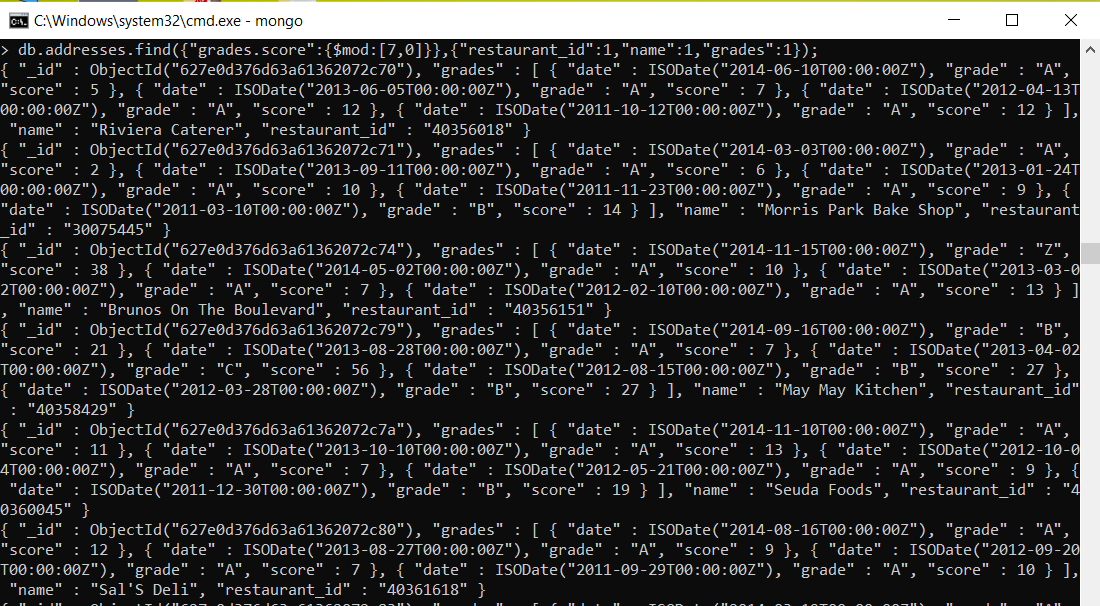 C:\Windows\system32\cmd.exe - mongo
> db.addresses.find({"grades.score":{$mod:[7,0]}},{"restaurant_id":1,"name":1,"grades":1});
{ "_id" : ObjectId("627e0d376d63a61362072c70"), "grades" : [ { "date" : ISODate("2014-06-10T00:00:00Z"), "grade" : "A",
"score" : 5 }, { "date" : ISODate("2013-06-05T00:00:00Z"), "grade" : "A", "score" : 7 }, { "date" : ISODate("2012-04-13T
00:00:00Z"), "grade" : "A", "score" : 12 }, { "date" : ISODate("2011-10-12T00:00:00Z"), "grade" : "A", "score" : 12 } ],
"name" : "Riviera Caterer", "restaurant_id" : "40356018" }
{ "_id" : ObjectId("627e0d376d63a61362072c71"), "grades" : [ { "date" : ISODate("2014-03-03T00:00:00Z"), "grade" : "A",
"score" : 2 }, { "date" : ISODate("2013-09-11T00:00:00Z"), "grade" : "A", "score" : 6 }, { "date" : ISODate("2013-01-24T
00:00:00Z"), "grade" : "A", "score" : 10 }, { "date" : ISODate("2011-11-23T00:00:00Z"), "grade" : "A", "score" : 9 }, {
"date" : ISODate("2011-03-10T00:00:00Z"), "grade" : "B", "score" : 14 } ], "name" : "Morris Park Bake Shop", "restaurant
_id" : "30075445" }
{ "_id" : ObjectId("627e0d376d63a61362072c74"), "grades" : [ { "date" : ISODate("2014-11-15T00:00:00Z"), "grade" : "Z",
"score" : 38 }, { "date" : ISODate("2014-05-02T00:00:00Z"), "grade" : "A", "score" : 10 }, { "date" : ISODate("2013-03-0
2T00:00:00Z"), "grade" : "A", "score" : 7 }, { "date" : ISODate("2012-02-10T00:00:00Z"), "grade" : "A", "score" : 13 } ]
, "name" : "Brunos On The Boulevard", "restaurant_id" : "40356151" }
{ "_id" : ObjectId("627e0d376d63a61362072c79"), "grades" : [ { "date" : ISODate("2014-09-16T00:00:00Z"), "grade" : "B",
"score" : 21 }, { "date" : ISODate("2013-08-28T00:00:00Z"), "grade" : "A", "score" : 7 }, { "date" : ISODate("2013-04-02
T00:00:00Z"), "grade" : "C", "score" : 56 }, { "date" : ISODate("2012-08-15T00:00:00Z"), "grade" : "B", "score" : 27 },
{ "date" : ISODate("2012-03-28T00:00:00Z"), "grade" : "B", "score" : 27 } ], "name" : "May May Kitchen", "restaurant_id"
: "40358429" }
{ "_id" : ObjectId("627e0d376d63a61362072c7a"), "grades" : [ { "date" : ISODate("2014-11-10T00:00:00Z"), "grade" : "A",
"score" : 11 }, { "date" : ISODate("2013-10-10T00:00:00Z"), "grade" : "A", "score" : 13 }, { "date" : ISODate("2012-10-0
4T00:00:00Z"), "grade" : "A", "score" : 7 }, { "date" : ISODate("2012-05-21T00:00:00Z"), "grade" : "A", "score" : 9 }, {
"date" : ISODate("2011-12-30T00:00:00Z"), "grade" : "B", "score" : 19 } ], "name" : "Seuda Foods", "restaurant_id" : "4
0360045" }
{ "_id" : ObjectId("627e0d376d63a61362072c80"), "grades" : [ { "date" : ISODate("2014-08-16T00:00:00Z"), "grade" : "A",
"score" : 12 }, { "date" : ISODate("2013-08-27T00:00:00Z"), "grade" : "A", "score" : 9 }, { "date" : ISODate("2012-09-20
T00:00:00Z"), "grade" : "A", "score" : 7 }, { "date" : ISODate("2011-09-29T00:00:00Z"), "grade" : "A", "score" : 10 } ],
"name" : "Sal'S Deli", "restaurant_id" : "40361618" }